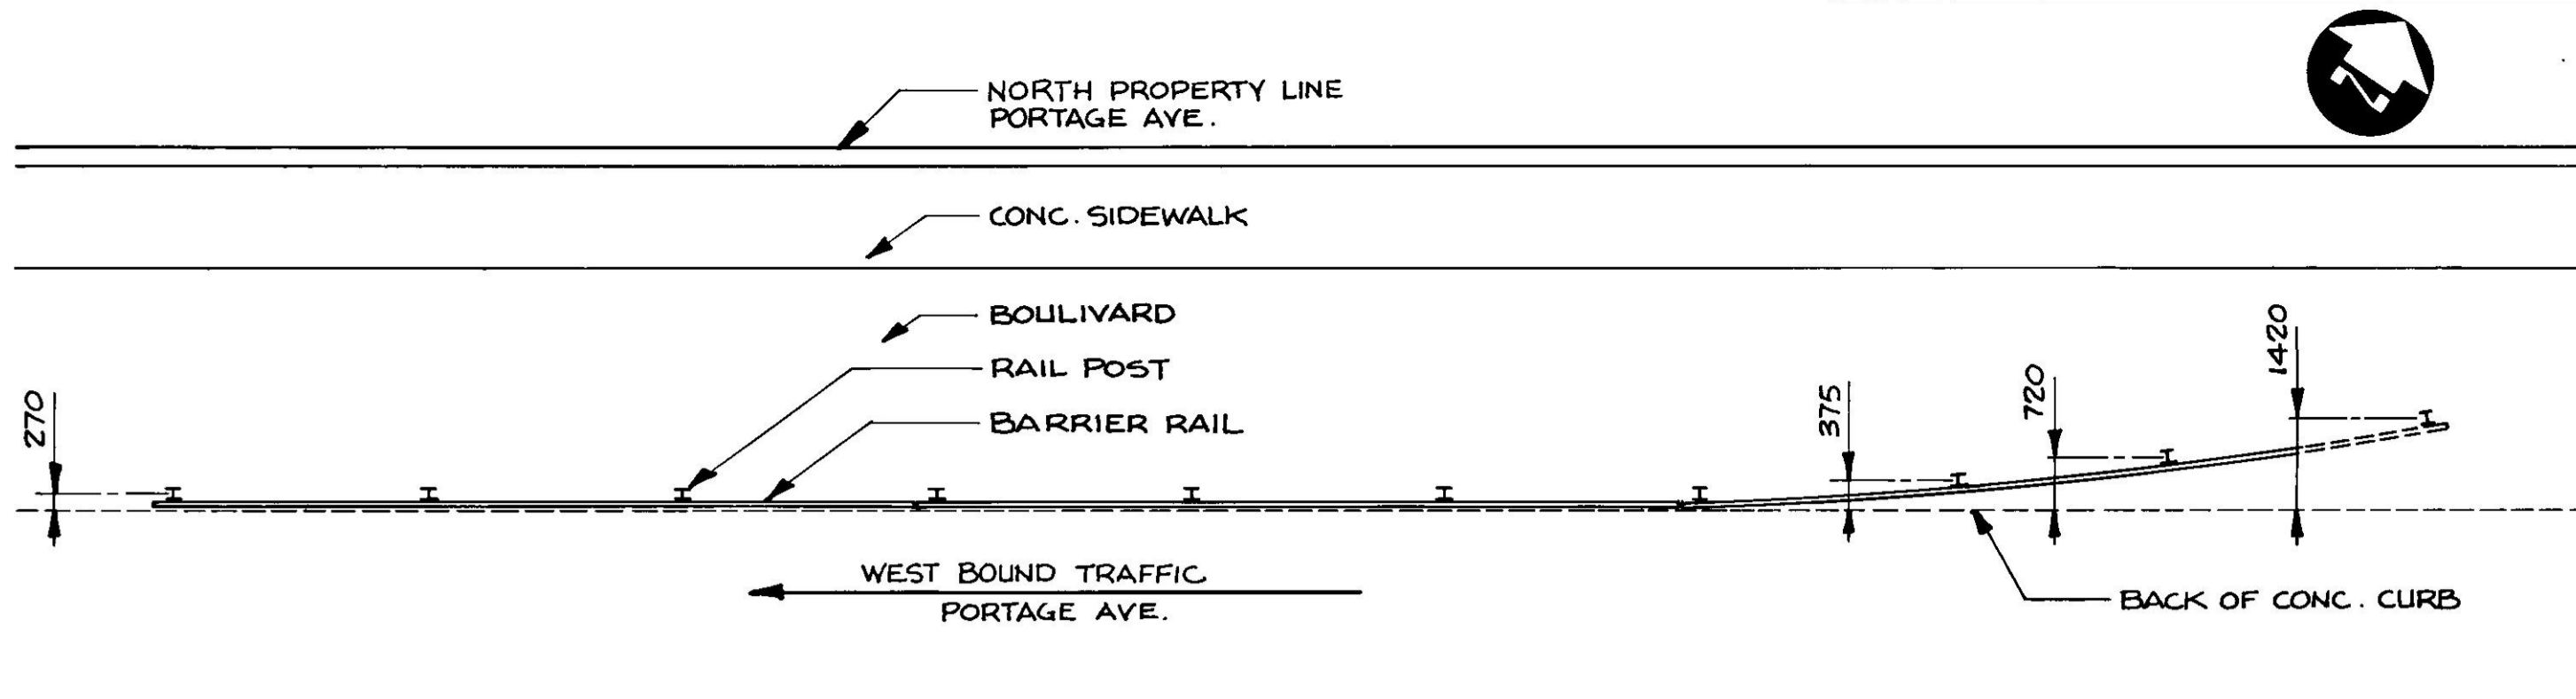 NORTH PROPERTY LINE
PORTAGE AVE.
CONC. SIDEWALK
BOULIVARD
RAIL POST
BARRIER RAIL
270
375
720
1420
WEST BOUND TRAFFIC
PORTAGE AVE.
BACK OF CONC. CURB
N